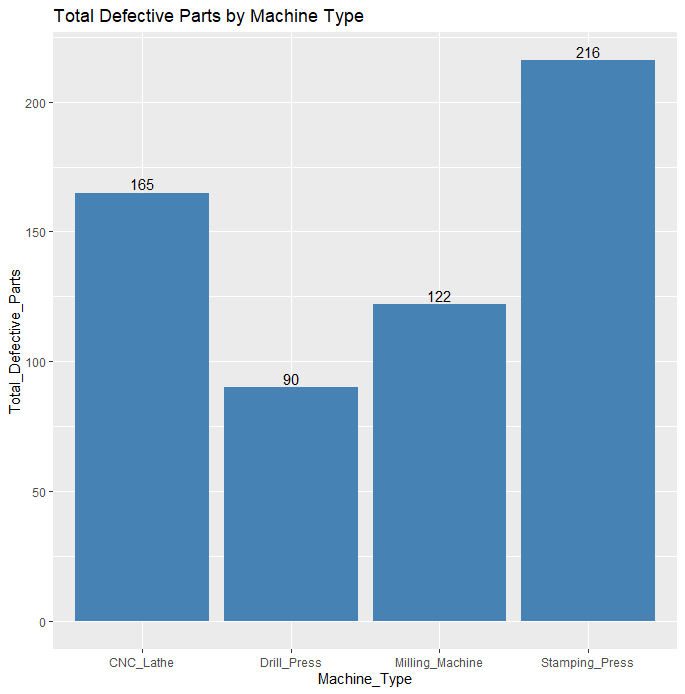 Total Defective Parts by Machine Type
Total_Defective_Parts
200
150
100
50
0
216
165
122
90
CNC_Lathe Drill_Press Milling_Machine Stamping_Press
Machine_Type